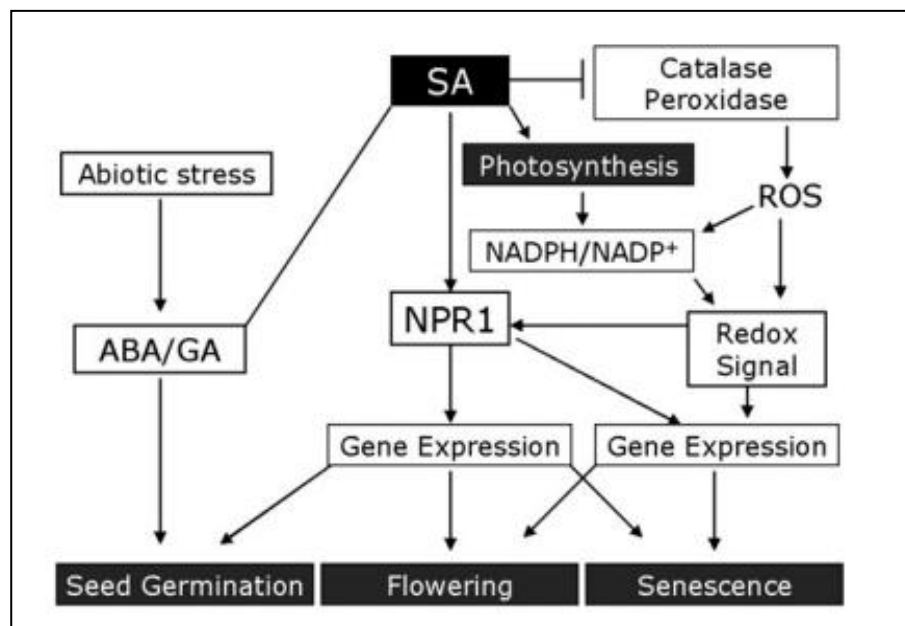 SA
Catalase
Peroxidase
Abiotic stress
Photosynthesis
ROS
NADPH/NADP⁺
ABA/GA
NPR1
Redox
Signal
Gene Expression
Gene Expression
Seed Germination
Flowering
Senescence